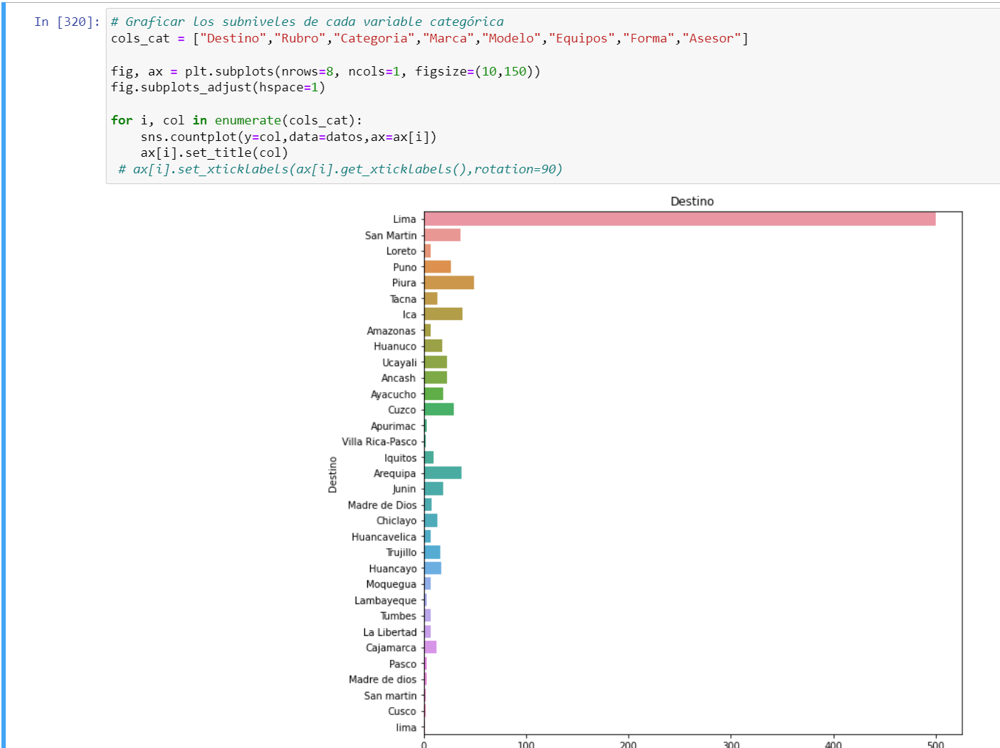 In [320]:
# Graficar los subniveles de cada variable categórica
cols_cat = ["Destino","Rubro","Categoria","Marca","Modelo","Equipos","Forma","Asesor"]
fig, ax = plt.subplots(nrows=8, ncols=1, figsize=(10,150))
fig.subplots_adjust(hspace=1)
for i, col in enumerate(cols_cat):
    sns.countplot(y=col,data=datos,ax=ax[i])
    ax[i].set_title(col)
 # ax[i].set_xticklabels(ax[i].get_xticklabels(),rotation=90)
Destino
Lima
San Martin
Loreto
Puno
Piura
Tacna
Ica
Amazonas
Huanuco
Ucayali
Ancash
Ayacucho
Cuzco
Apurimac
Villa Rica-Pasco
Iquitos
Arequipa
Junin
Madre de Dios
Chiclayo
Huancavelica
Trujillo
Huancayo
Moquegua
Lambayeque
Tumbes
La Libertad
Cajamarca
Pasco
Madre de dios
San martin
Cusco
lima
Destino
0 100 200 300 400 500